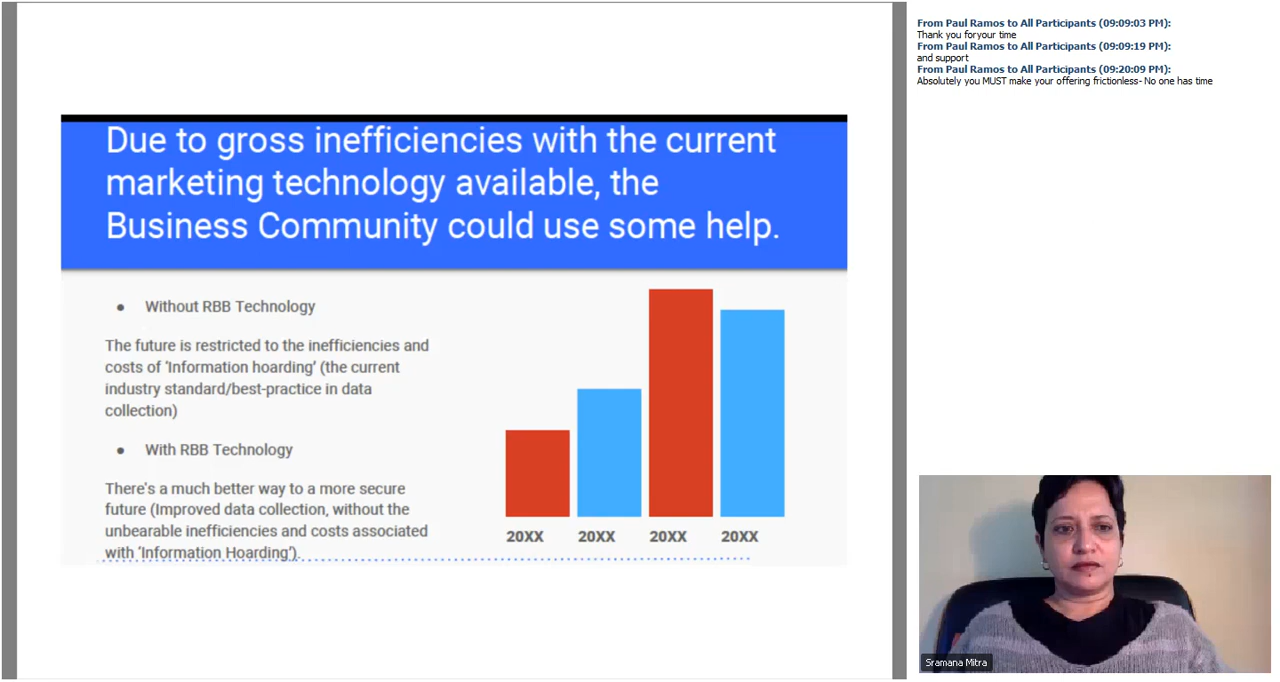 Due to gross inefficiencies with the current
marketing technology available, the
Business Community could use some help.
● Without RBB Technology
The future is restricted to the inefficiencies and
costs of ‘Information hoarding’ (the current
industry standard/best-practice in data
collection)
● With RBB Technology
There's a much better way to a more secure
future (Improved data collection, without the
unbearable inefficiencies and costs associated
with ‘Information Hoarding’).
20XX 20XX 20XX 20XX
From Paul Ramos to All Participants (09:09:03 PM):
Thank you foryour time
From Paul Ramos to All Participants (09:09:19 PM):
and support
From Paul Ramos to All Participants (09:20:09 PM):
Absolutely you MUST make your offering frictionless- No one has time
Sramana Mitra